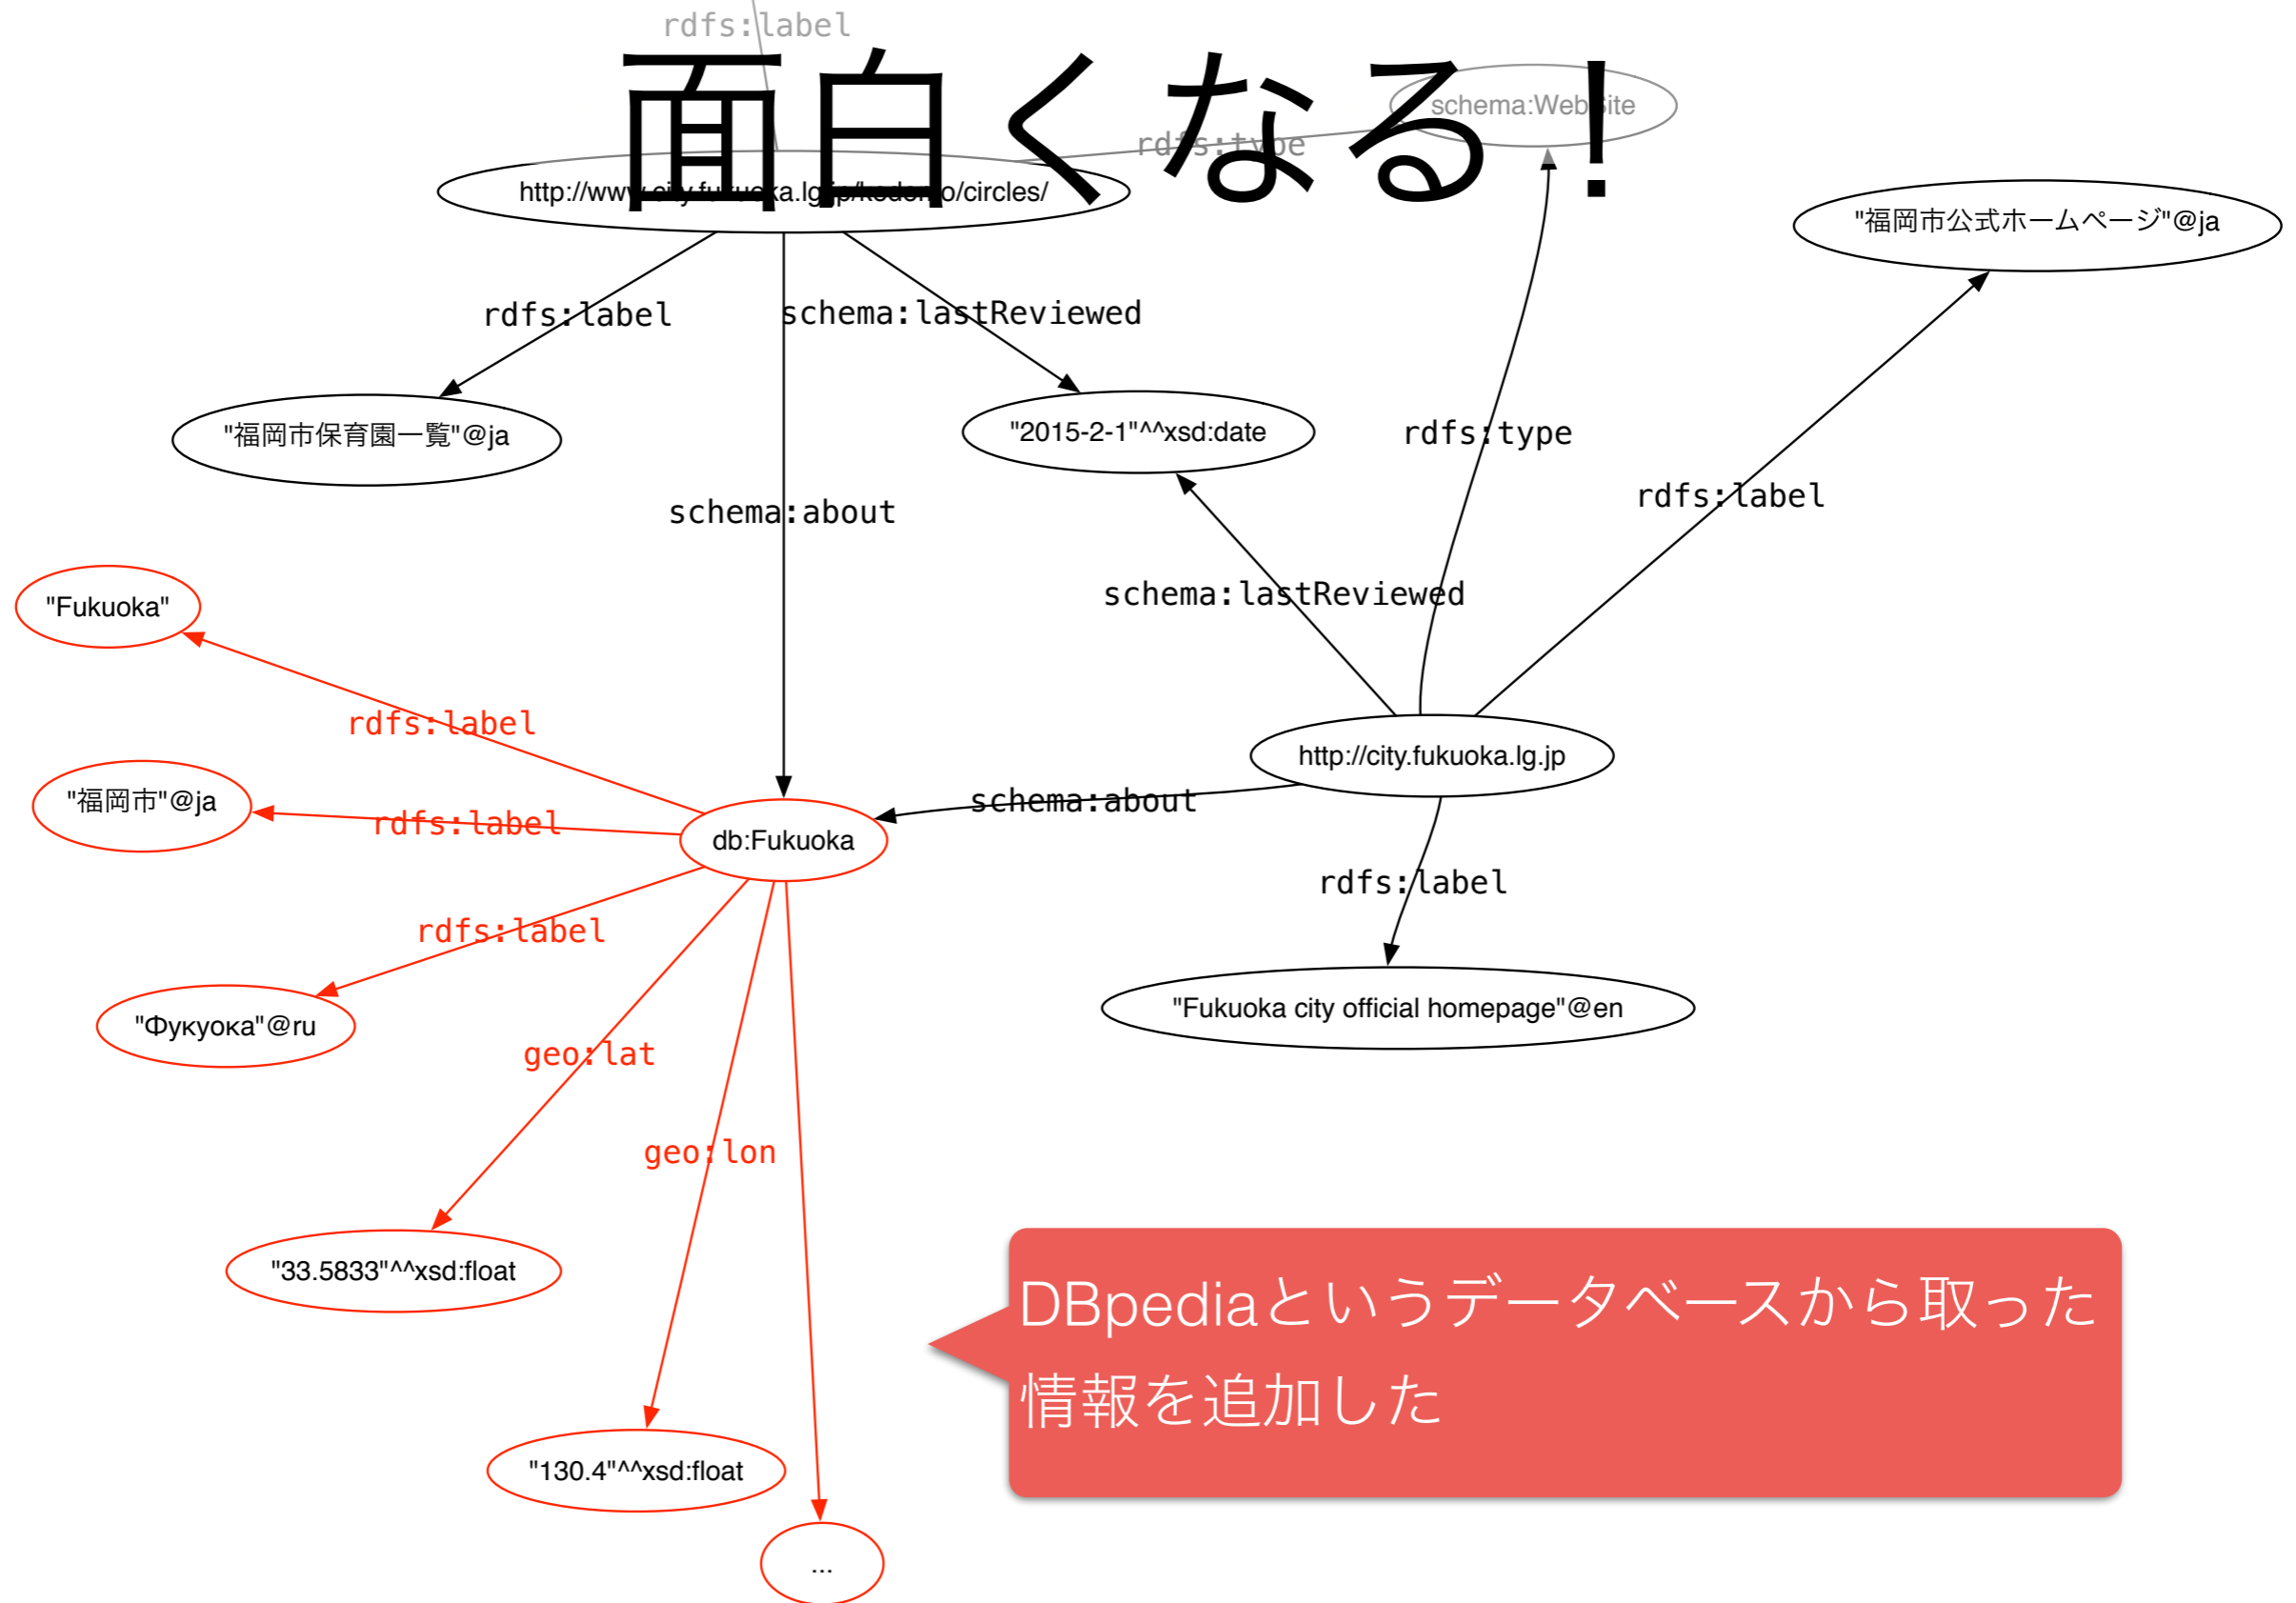 rdfs:label
面白くなる！
schema:WebSite
rdfs:type
http://www.city.fukuoka.lg.jp/kodomo/circles/
"福岡市公式ホームページ"@ja
rdfs:label
schema:lastReviewed
"福岡市保育園一覧"@ja
"2015-2-1"^^xsd:date
rdfs:type
rdfs:label
schema:about
schema:lastReviewed
"Fukuoka"
rdfs:label
http://city.fukuoka.lg.jp
"福岡市"@ja
rdfs:label
schema:about
db:Fukuoka
rdfs:label
rdfs:label
"Фукуока"@ru
"Fukuoka city official homepage"@en
geo:lat
geo:lon
"33.5833"^^xsd:float
DBpediaというデータベースから取った
情報を追加した
"130.4"^^xsd:float
...